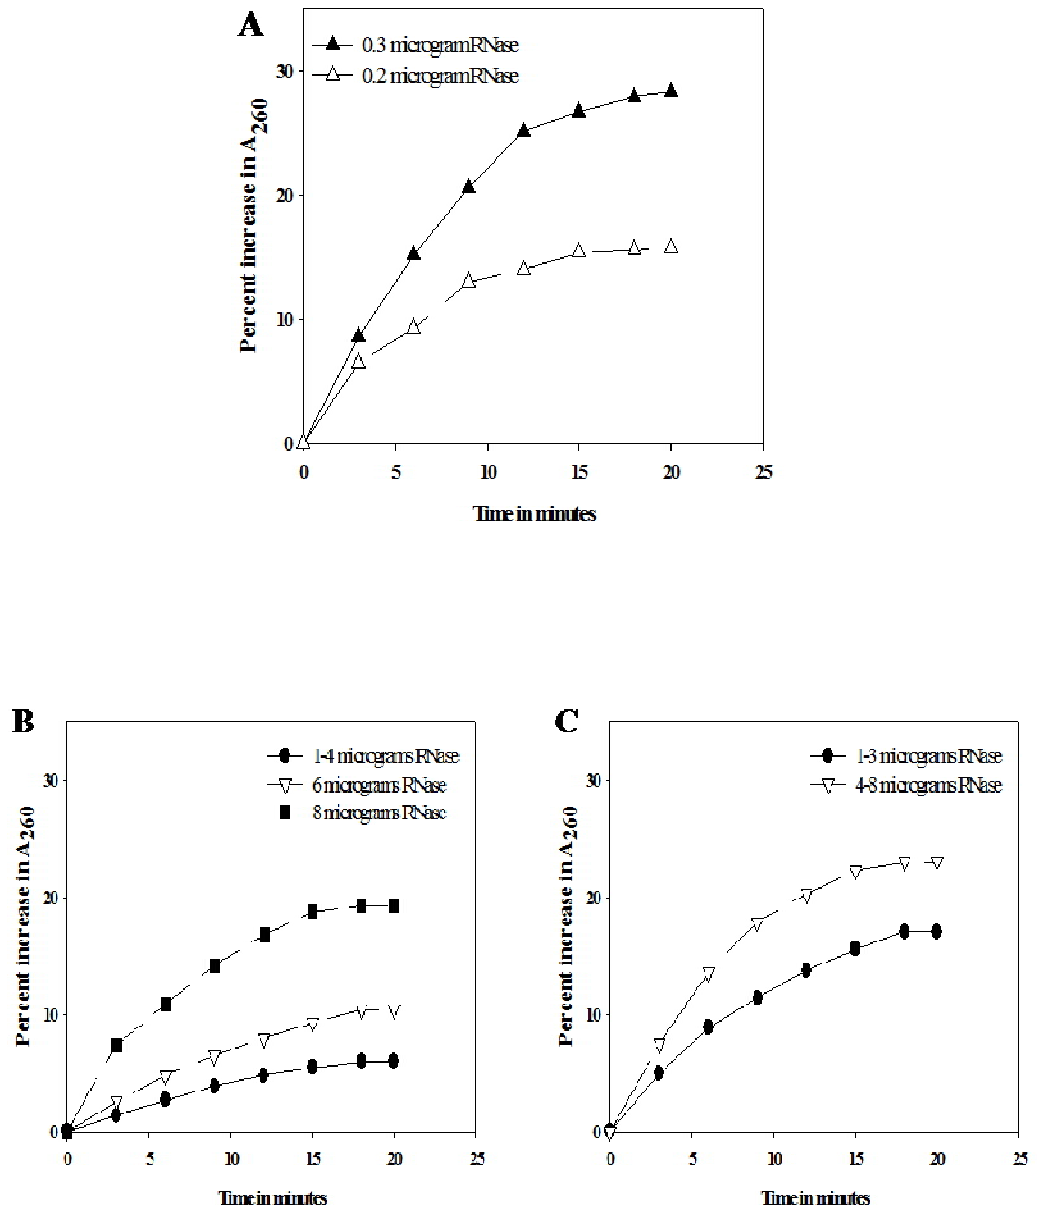 A
0.3 microgram RNase
0.2 microgram RNase
30
20
10
0
Percent increase in A260
0 5 10 15 20 25
Time in minutes
B
1-4 micrograms RNase
6 micrograms RNase
8 micrograms RNase
30
20
10
0
Percent increase in A260
0 5 10 15 20 25
Time in minutes
C
1-3 micrograms RNase
4-8 micrograms RNase
30
20
10
0
Percent increase in A260
0 5 10 15 20 25
Time in minutes